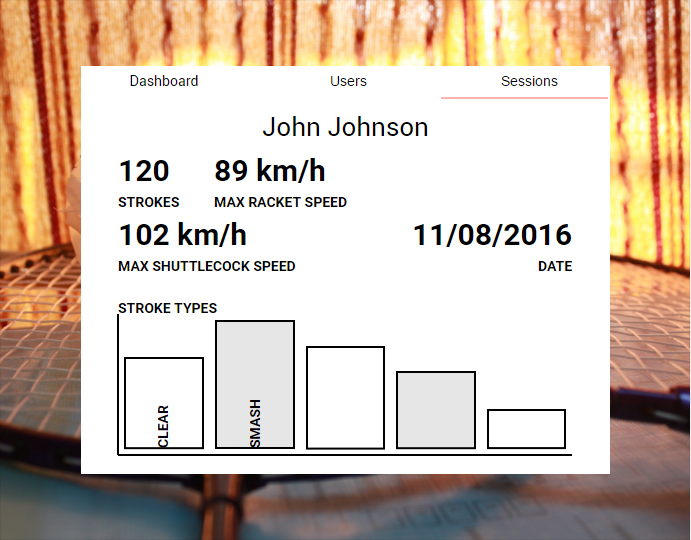 Dashboard Users Sessions
John Johnson
120 89 km/h
STROKES MAX RACKET SPEED
102 km/h 11/08/2016
MAX SHUTTLECOCK SPEED DATE
STROKE TYPES
CLEAR
SMASH